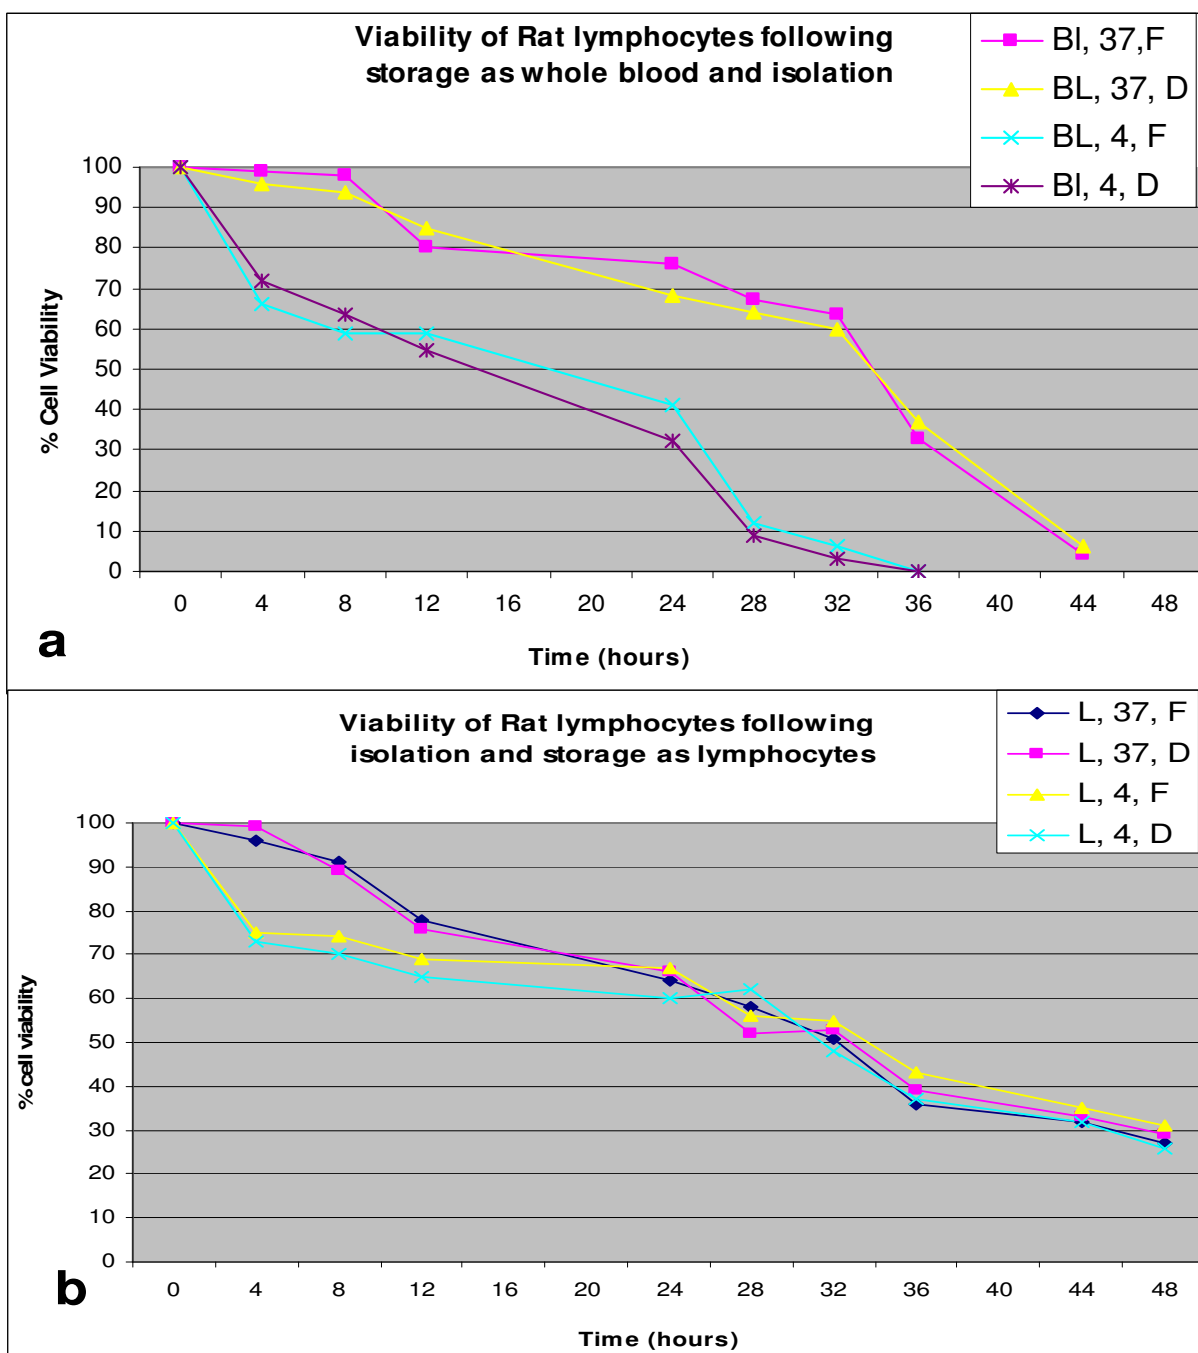 Viability of Rat lymphocytes following
storage as whole blood and isolation
Bl, 37,F
BL, 37, D
BL, 4, F
Bl, 4, D
100
90
80
70
60
50
40
30
20
10
0
% Cell Viability
0 4 8 12 16 20 24 28 32 36 40 44 48
a
Time (hours)
Viability of Rat lymphocytes following
isolation and storage as lymphocytes
L, 37, F
L, 37, D
L, 4, F
L, 4, D
100
90
80
70
60
50
40
30
20
10
0
%cell viability
0 4 8 12 16 20 24 28 32 36 40 44 48
b
Time (hours)